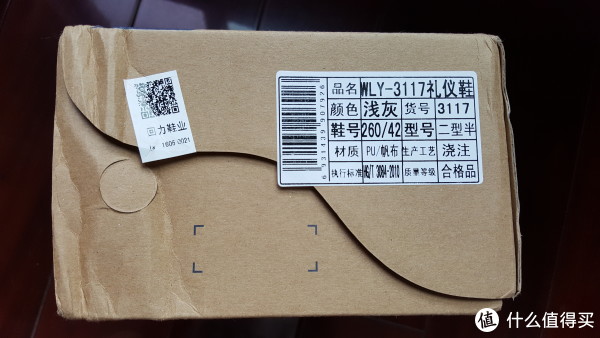 品名 WLY-3117礼仪鞋
颜色 浅灰 货号 3117
鞋号 260/42 型号 二型半
材质 PU/帆布 生产工艺 浇注
执行标准 HG/T 3084-2010 质量等级 合格品
6931439907926
回力鞋业
值 什么值得买